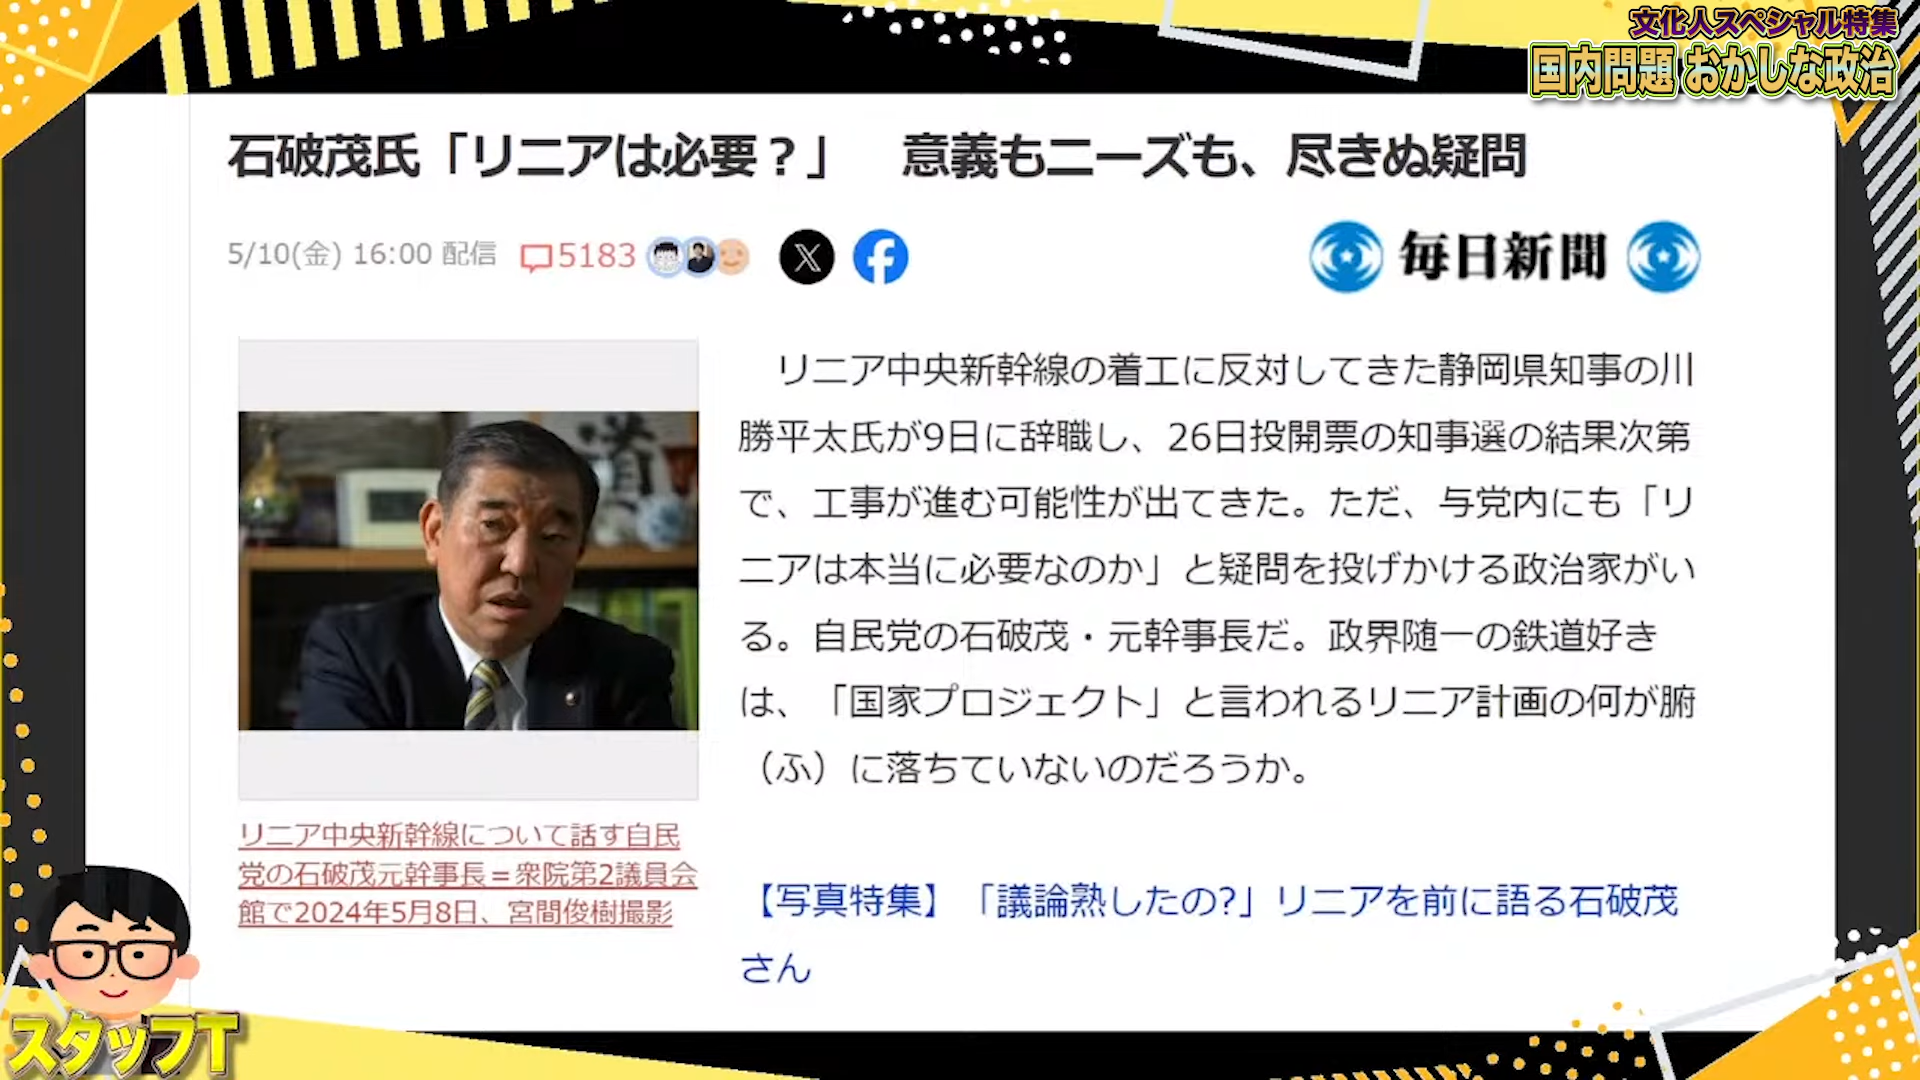 文化人スペシャル特集
国内問題 おかしな政治
石破茂氏「リニアは必要？」　意義もニーズも、尽きぬ疑問
5/10(金) 16:00 配信 5183
毎日新聞
リニア中央新幹線の着工に反対してきた静岡県知事の川
勝平太氏が9日に辞職し、26日投開票の知事選の結果次第
で、工事が進む可能性が出てきた。ただ、与党内にも「リ
ニアは本当に必要なのか」と疑問を投げかける政治家がい
る。自民党の石破茂・元幹事長だ。政界随一の鉄道好き
は、「国家プロジェクト」と言われるリニア計画の何が腑
（ふ）に落ちていないのだろうか。
リニア中央新幹線について話す自民
党の石破茂元幹事長＝衆院第2議員会
館で2024年5月8日、宮間俊樹撮影
【写真特集】「議論熟したの?」リニアを前に語る石破茂
さん
スタッフT